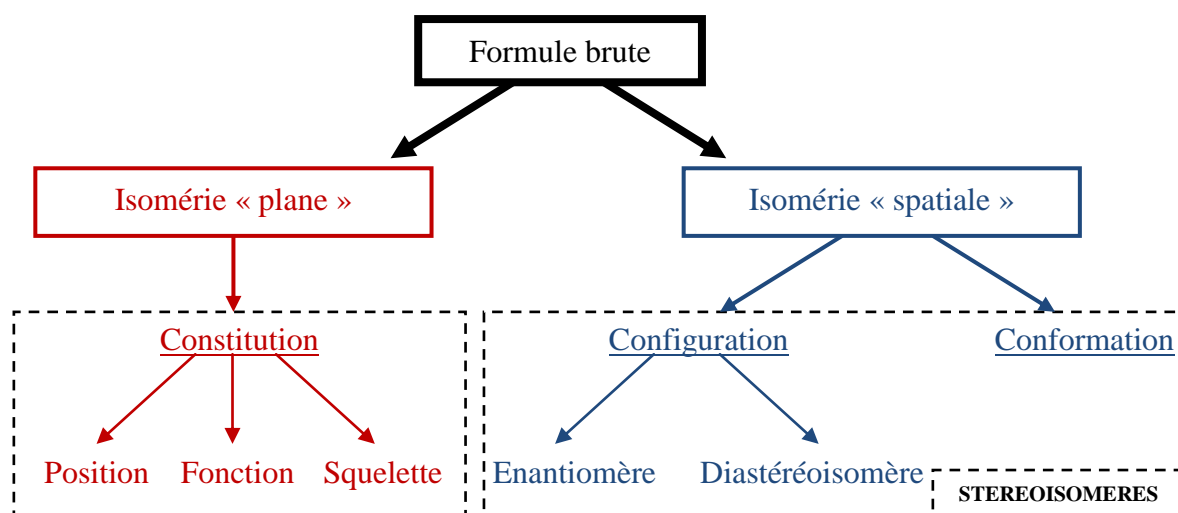 Formule brute
Isomérie « plane »
Isomérie « spatiale »
Constitution
Configuration
Conformation
Position
Fonction
Squelette
Enantiomère
Diastéréoisomère
STEREOISOMERES